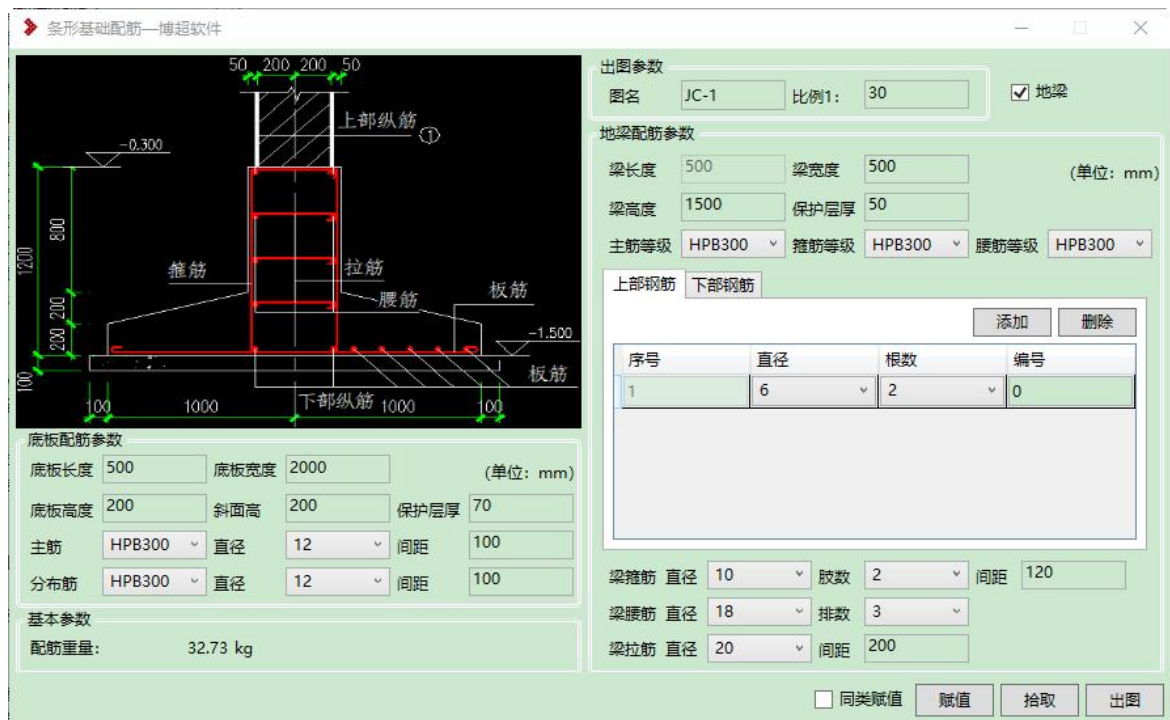 条形基础配筋—博超软件
50 200 200 50
上部纵筋 ①
-0.300
800
1200
200
200
100
箍筋
拉筋
腰筋
板筋
-1.500
板筋
下部纵筋
100 1000 1000 100
底板配筋参数
底板长度 500 底板宽度 2000 (单位：mm)
底板高度 200 斜面高 200 保护层厚 70
主筋 HPB300 直径 12 间距 100
分布筋 HPB300 直径 12 间距 100
基本参数
配筋重量: 32.73 kg
出图参数
图名 JC-1 比例1: 30 地梁
地梁配筋参数
梁长度 500 梁宽度 500 (单位：mm)
梁高度 1500 保护层厚 50
主筋等级 HPB300 箍筋等级 HPB300 腰筋等级 HPB300
上部钢筋 下部钢筋
添加 删除
序号 直径 根数 编号
1 6 2 0
梁箍筋 直径 10 肢数 2 间距 120
梁腰筋 直径 18 排数 3
梁拉筋 直径 20 间距 200
同类赋值 赋值 拾取 出图